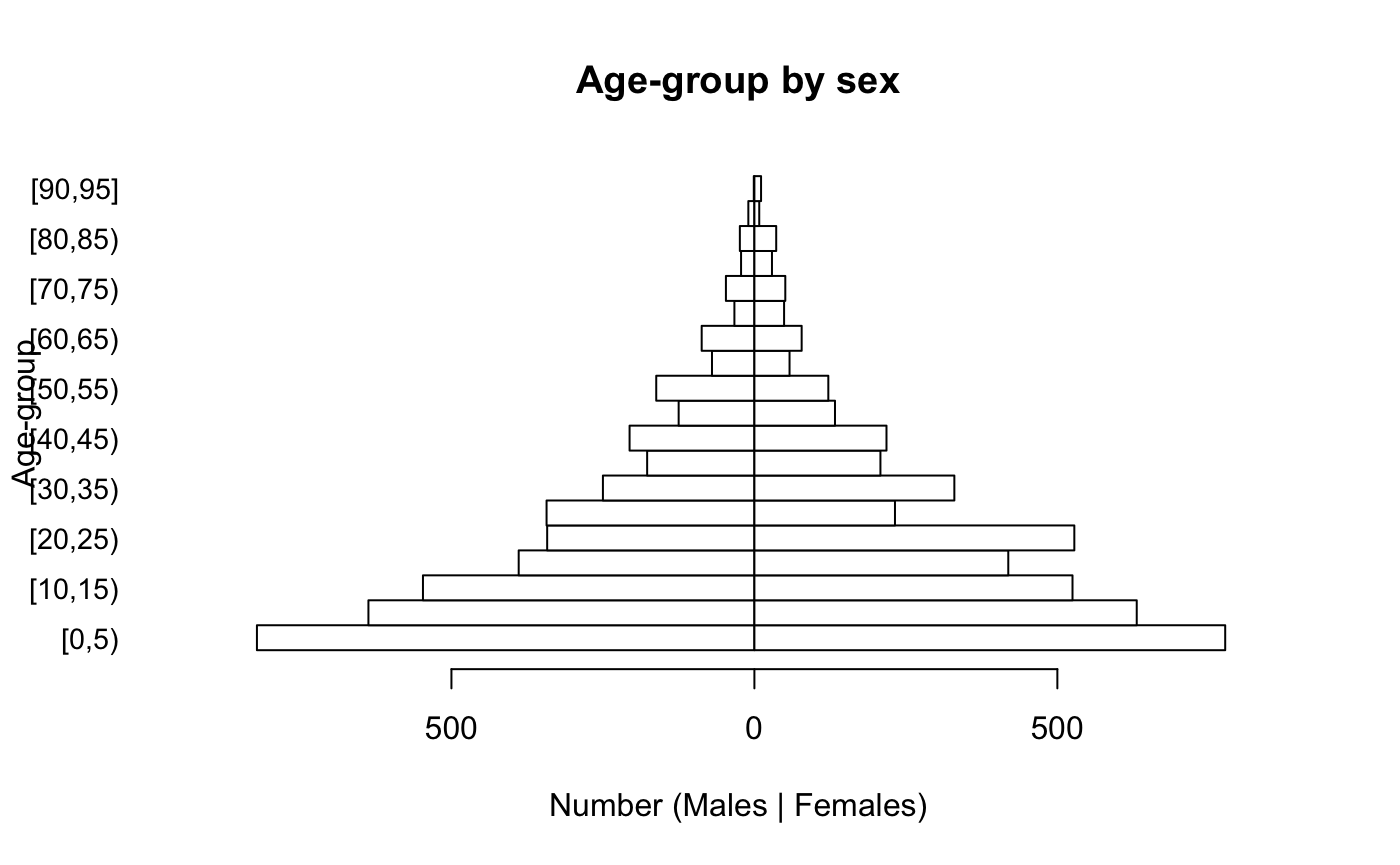 Age-group by sex
[90,95]
[80,85)
[70,75)
[60,65)
[50,55)
[40,45)
[30,35)
[20,25)
[10,15)
[0,5)
Age-group
500 0 500
Number (Males | Females)